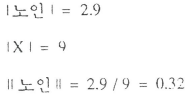 |노인| = 2.9
|X| = 9
‖노인‖ = 2.9 / 9 = 0.32